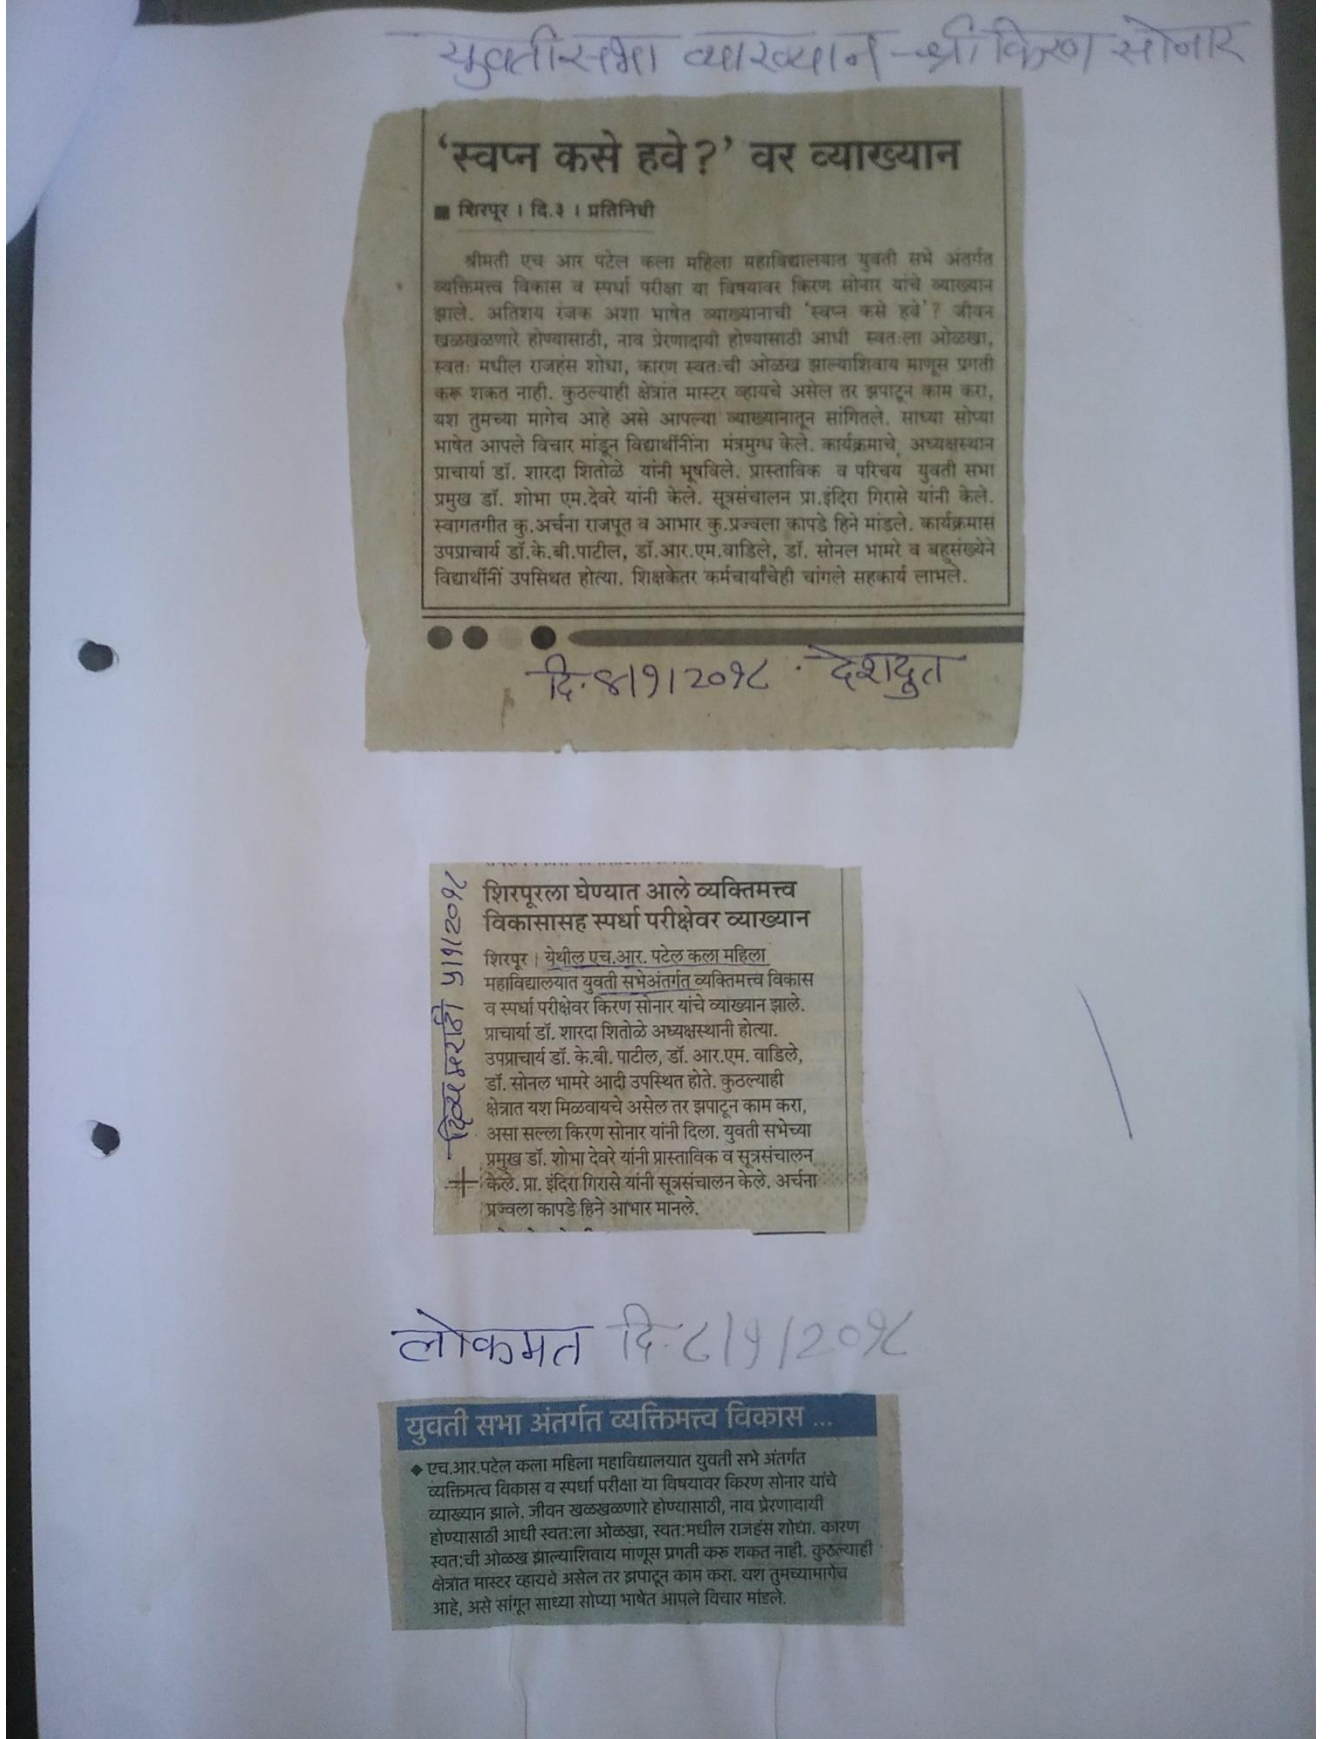 युवतीसभा व्याख्यान - श्री किरण सोनार
'स्वप्न कसे हवे?' वर व्याख्यान
■ शिरपूर । दि.३ । प्रतिनिधी
श्रीमती एच आर पटेल कला महिला महाविद्यालयात युवती सभे अंतर्गत
व्यक्तिमत्त्व विकास व स्पर्धा परीक्षा या विषयावर किरण सोनार यांचे व्याख्यान
झाले. अतिशय रंजक अशा भाषेत व्याख्यानाची 'स्वप्न कसे हवे'? जीवन
खळखळणारे होण्यासाठी, नाव प्रेरणादायी होण्यासाठी आधी स्वतःला ओळखा,
स्वतः मधील राजहंस शोधा, कारण स्वतःची ओळख झाल्याशिवाय माणूस प्रगती
करू शकत नाही. कुठल्याही क्षेत्रांत मास्टर व्हायचे असेल तर झपाटून काम करा,
यश तुमच्या मागेच आहे असे आपल्या व्याख्यानातून सांगितले. साध्या सोप्या
भाषेत आपले विचार मांडून विद्यार्थीनींना मंत्रमुग्ध केले. कार्यक्रमाचे, अध्यक्षस्थान
प्राचार्या डॉ. शारदा शितोळे यांनी भूषविले. प्रास्ताविक व परिचय युवती सभा
प्रमुख डॉ. शोभा एम.देवरे यांनी केले. सूत्रसंचालन प्रा.इंदिरा गिरासे यांनी केले.
स्वागतगीत कु.अर्चना राजपूत व आभार कु.प्रज्वला कापडे हिने मांडले. कार्यक्रमास
उपप्राचार्य डॉ.के.बी.पाटील, डॉ.आर.एम.वाडिले, डॉ. सोनल भामरे व बहुसंख्येने
विद्यार्थीनीं उपस्थित होत्या. शिक्षकेतर कर्मचार्यांचेही चांगले सहकार्य लाभले.
दि.४/१/२०१८ देशदूत
दिव्य मराठी ५/१/२०१८
शिरपूरला घेण्यात आले व्यक्तिमत्त्व
विकासासह स्पर्धा परीक्षेवर व्याख्यान
शिरपूर | येथील एच.आर. पटेल कला महिला
महाविद्यालयात युवती सभेअंतर्गत व्यक्तिमत्त्व विकास
व स्पर्धा परीक्षेवर किरण सोनार यांचे व्याख्यान झाले.
प्राचार्या डॉ. शारदा शितोळे अध्यक्षस्थानी होत्या.
उपप्राचार्य डॉ. के.बी. पाटील, डॉ. आर.एम. वाडिले,
डॉ. सोनल भामरे आदी उपस्थित होते. कुठल्याही
क्षेत्रात यश मिळवायचे असेल तर झपाटून काम करा,
असा सल्ला किरण सोनार यांनी दिला. युवती सभेच्या
प्रमुख डॉ. शोभा देवरे यांनी प्रास्ताविक व सूत्रसंचालन
केले. प्रा. इंदिरा गिरासे यांनी सूत्रसंचालन केले. अर्चना
प्रज्वला कापडे हिने आभार मानले.
लोकमत दि.८/१/२०१८
युवती सभा अंतर्गत व्यक्तिमत्त्व विकास ...
◆ एच.आर.पटेल कला महिला महाविद्यालयात युवती सभे अंतर्गत
व्यक्तिमत्व विकास व स्पर्धा परीक्षा या विषयावर किरण सोनार यांचे
व्याख्यान झाले. जीवन खळखळणारे होण्यासाठी, नाव प्रेरणादायी
होण्यासाठी आधी स्वत:ला ओळखा, स्वत:मधील राजहंस शोधा. कारण
स्वत:ची ओळख झाल्याशिवाय माणूस प्रगती करू शकत नाही. कुठल्याही
क्षेत्रात मास्टर व्हायचे असेल तर झपाटून काम करा. यश तुमच्यामागेच
आहे, असे सांगून साध्या सोप्या भाषेत आपले विचार मांडले.